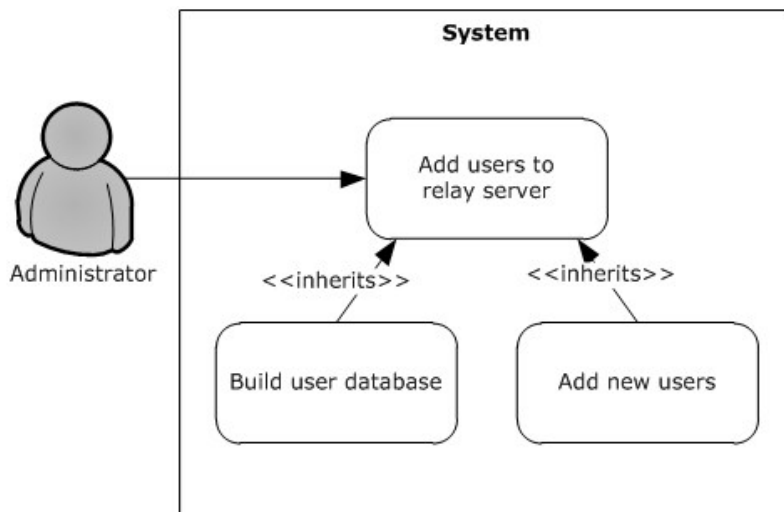 System
Add users to
relay server
Administrator
<<inherits>>
<<inherits>>
Build user database
Add new users